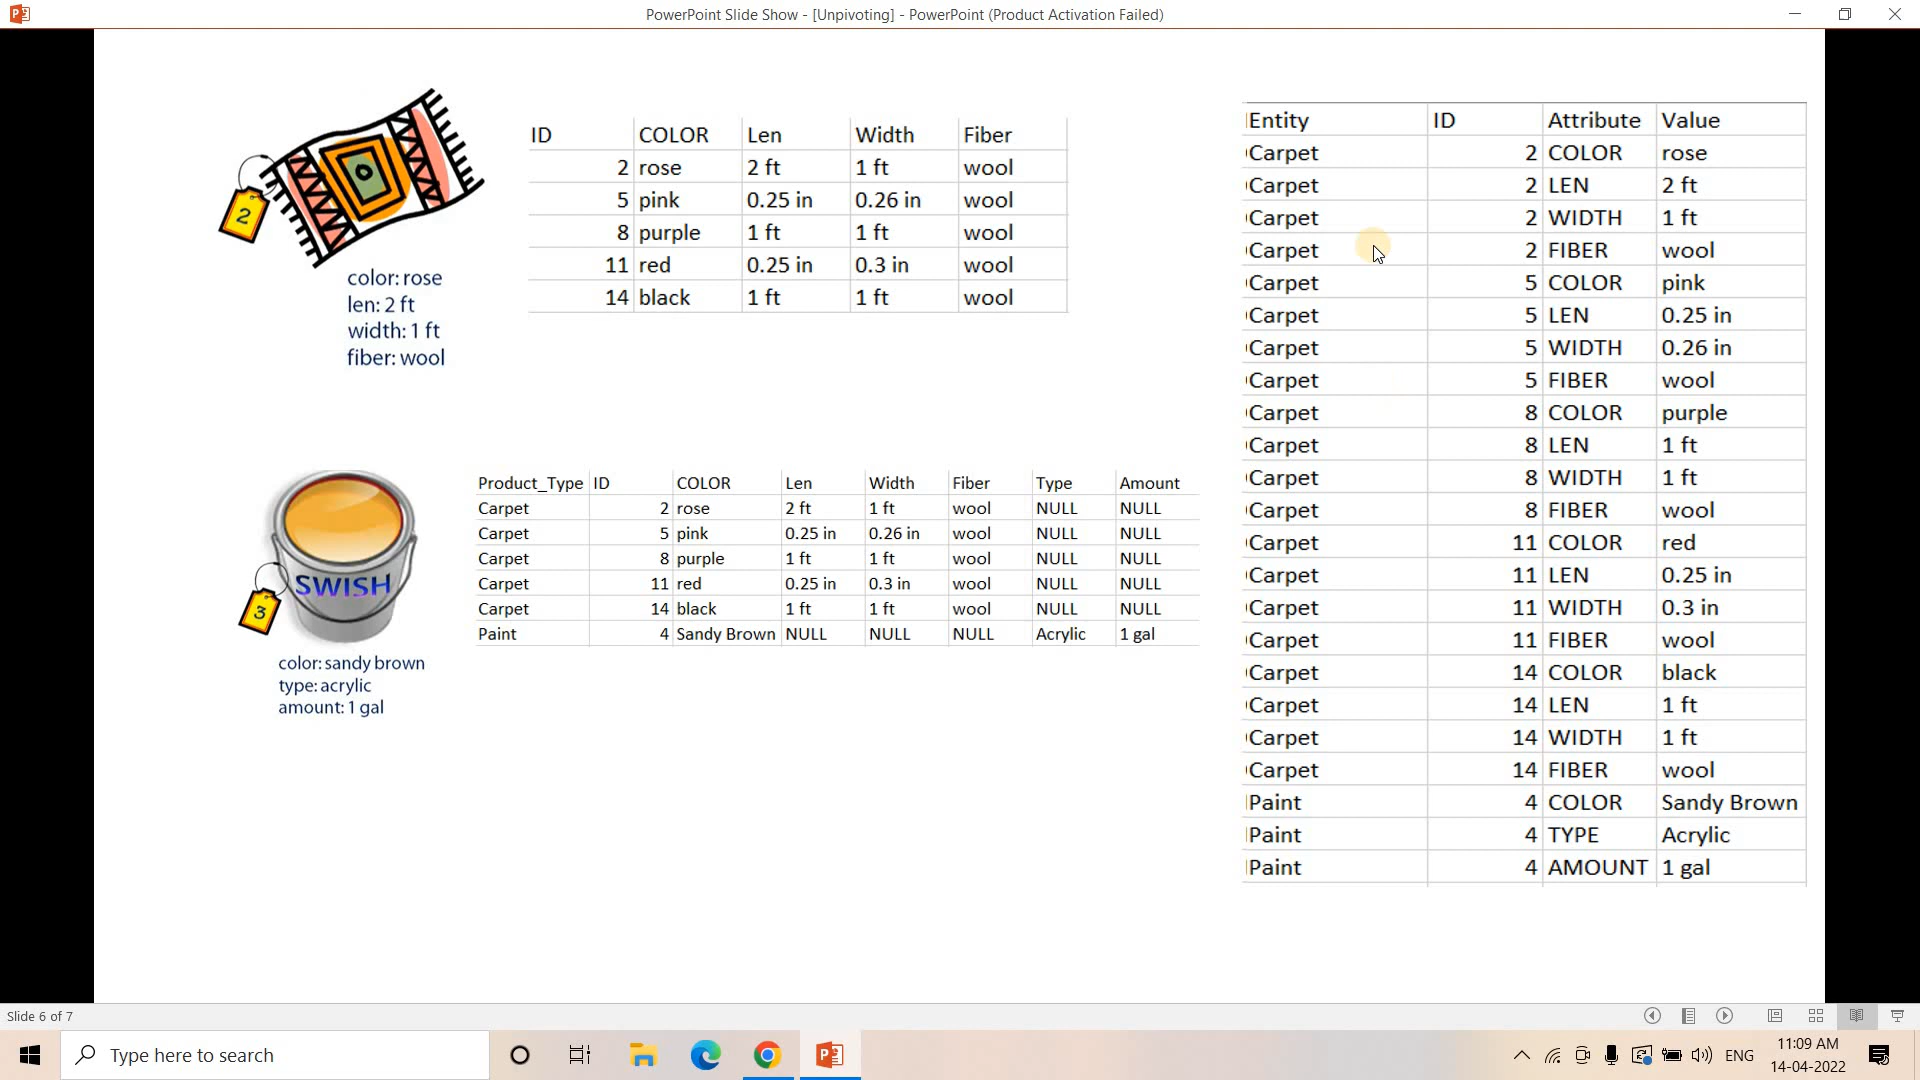 PowerPoint Slide Show - [Unpivoting] - PowerPoint (Product Activation Failed)
2
color: rose
len: 2 ft
width: 1 ft
fiber: wool
ID COLOR Len Width Fiber
2 rose 2 ft 1 ft wool
5 pink 0.25 in 0.26 in wool
8 purple 1 ft 1 ft wool
11 red 0.25 in 0.3 in wool
14 black 1 ft 1 ft wool
SWISH
3
color: sandy brown
type: acrylic
amount: 1 gal
Product_Type ID COLOR Len Width Fiber Type Amount
Carpet 2 rose 2 ft 1 ft wool NULL NULL
Carpet 5 pink 0.25 in 0.26 in wool NULL NULL
Carpet 8 purple 1 ft 1 ft wool NULL NULL
Carpet 11 red 0.25 in 0.3 in wool NULL NULL
Carpet 14 black 1 ft 1 ft wool NULL NULL
Paint 4 Sandy Brown NULL NULL NULL Acrylic 1 gal
Entity ID Attribute Value
Carpet 2 COLOR rose
Carpet 2 LEN 2 ft
Carpet 2 WIDTH 1 ft
Carpet 2 FIBER wool
Carpet 5 COLOR pink
Carpet 5 LEN 0.25 in
Carpet 5 WIDTH 0.26 in
Carpet 5 FIBER wool
Carpet 8 COLOR purple
Carpet 8 LEN 1 ft
Carpet 8 WIDTH 1 ft
Carpet 8 FIBER wool
Carpet 11 COLOR red
Carpet 11 LEN 0.25 in
Carpet 11 WIDTH 0.3 in
Carpet 11 FIBER wool
Carpet 14 COLOR black
Carpet 14 LEN 1 ft
Carpet 14 WIDTH 1 ft
Carpet 14 FIBER wool
Paint 4 COLOR Sandy Brown
Paint 4 TYPE Acrylic
Paint 4 AMOUNT 1 gal
Slide 6 of 7
Type here to search
ENG
11:09 AM
14-04-2022